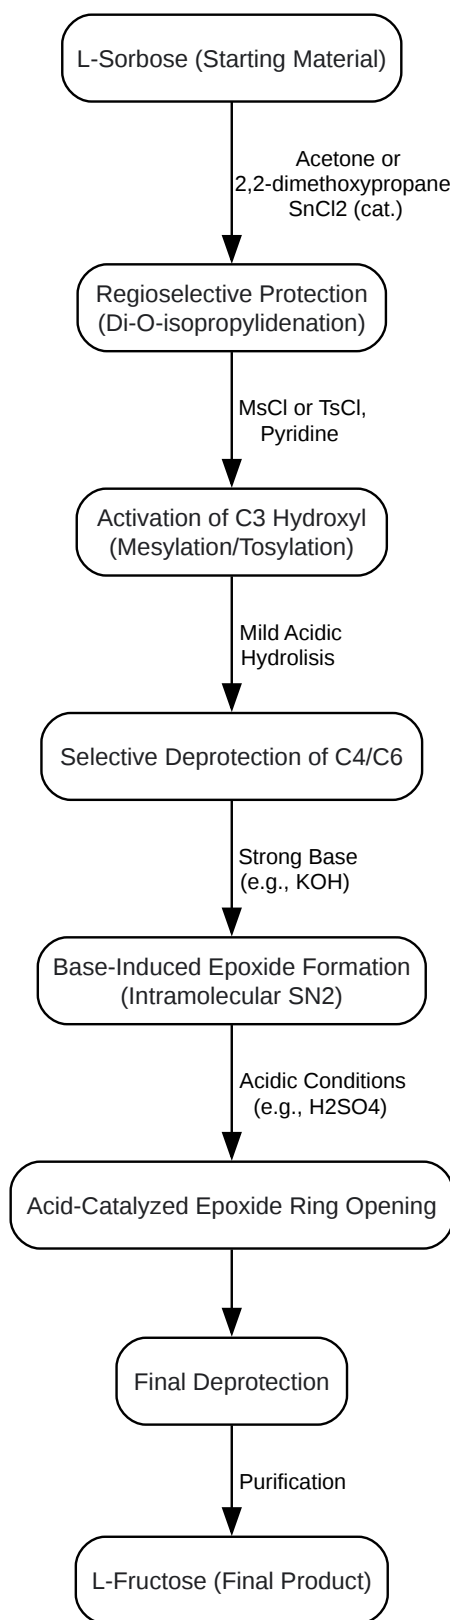 L-Sorbose (Starting Material)
Acetone or
2,2-dimethoxypropane
SnCl2 (cat.)
Regioselective Protection
(Di-O-isopropylidenation)
MsCl or TsCl,
Pyridine
Activation of C3 Hydroxyl
(Mesylation/Tosylation)
Mild Acidic
Hydrolisis
Selective Deprotection of C4/C6
Strong Base
(e.g., KOH)
Base-Induced Epoxide Formation
(Intramolecular SN2)
Acidic Conditions
(e.g., H2SO4)
Acid-Catalyzed Epoxide Ring Opening
Final Deprotection
Purification
L-Fructose (Final Product)